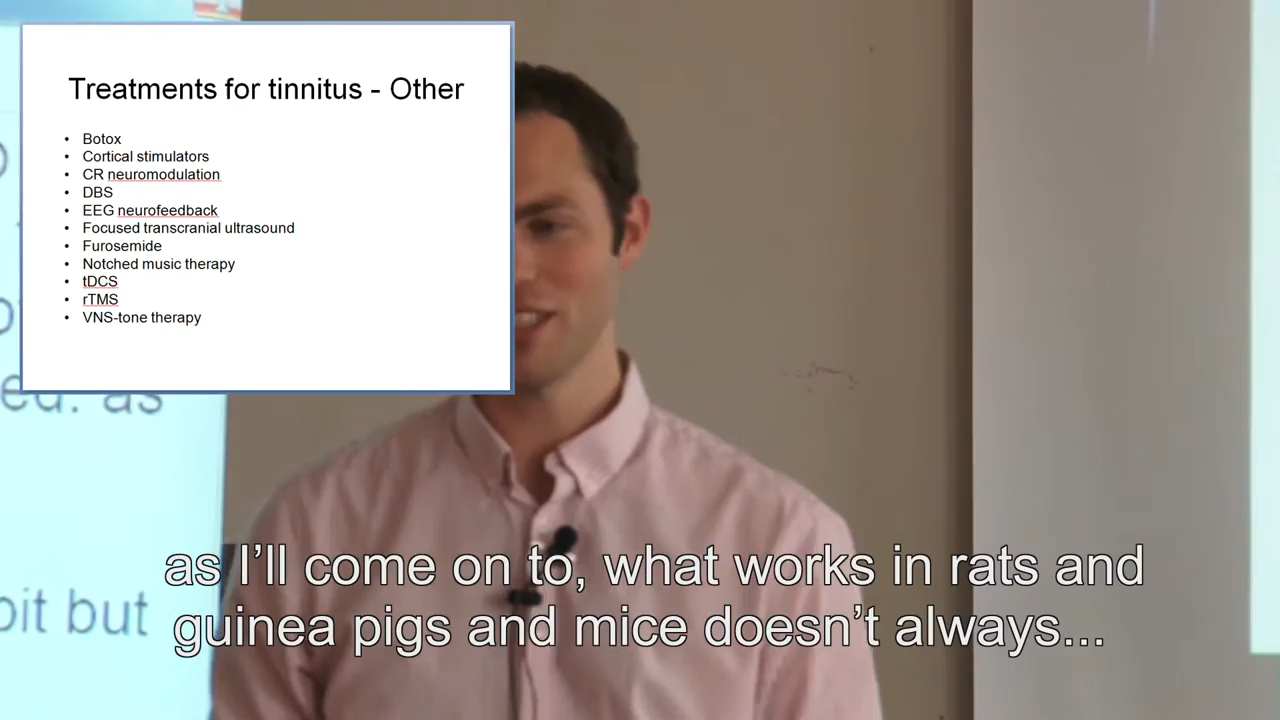 Treatments for tinnitus - Other
• Botox
• Cortical stimulators
• CR neuromodulation
• DBS
• EEG neurofeedback
• Focused transcranial ultrasound
• Furosemide
• Notched music therapy
• tDCS
• rTMS
• VNS-tone therapy
as
but
as I’ll come on to, what works in rats and
guinea pigs and mice doesn’t always...